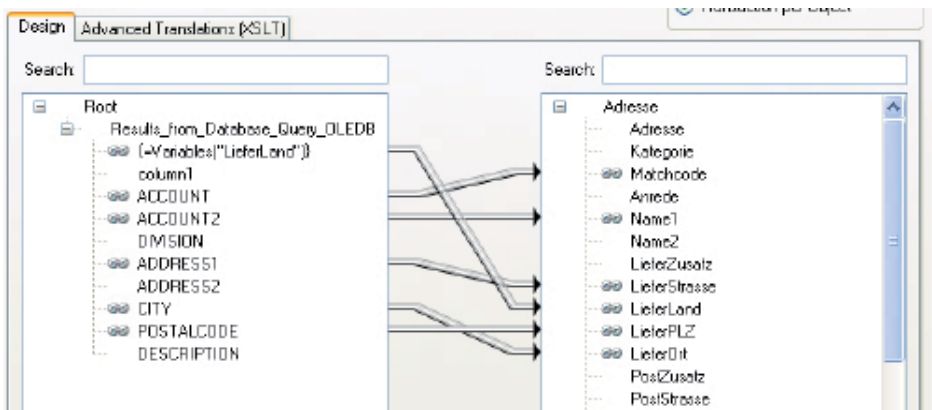 Design
Advanced Translations (XSLT)
Search:
Root
Results_from_Database_Query_OLEDB
{=Variables("LieferLand")}
column1
ACCOUNT
ACCOUNT2
DIVISION
ADDRESS1
ADDRESS2
CITY
POSTALCODE
DESCRIPTION
Search:
Adresse
Adresse
Kategorie
Matchcode
Anrede
Name1
Name2
LieferZusatz
LieferStrasse
LieferLand
LieferPLZ
LieferOrt
PostZusatz
PostStrasse